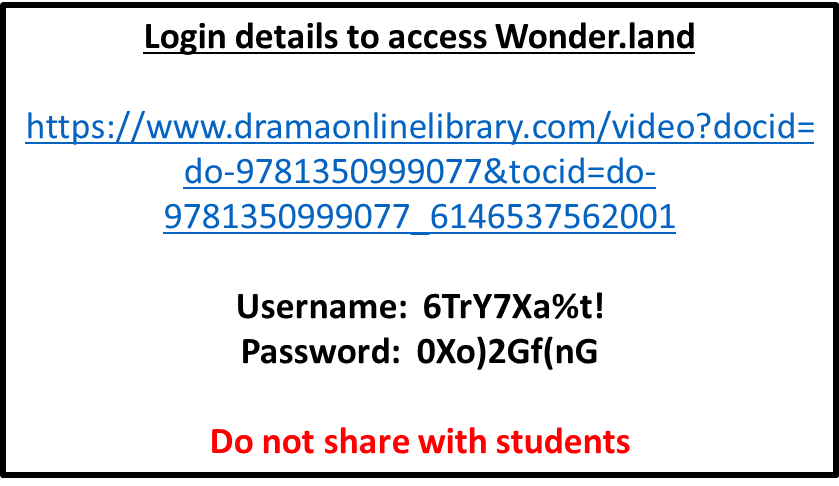 Login details to access Wonder.land
https://www.dramaonlinelibrary.com/video?docid=
do-9781350999077&tocid=do-
9781350999077_6146537562001
Username:  6TrY7Xa%t!
Password:  0Xo)2Gf(nG
Do not share with students